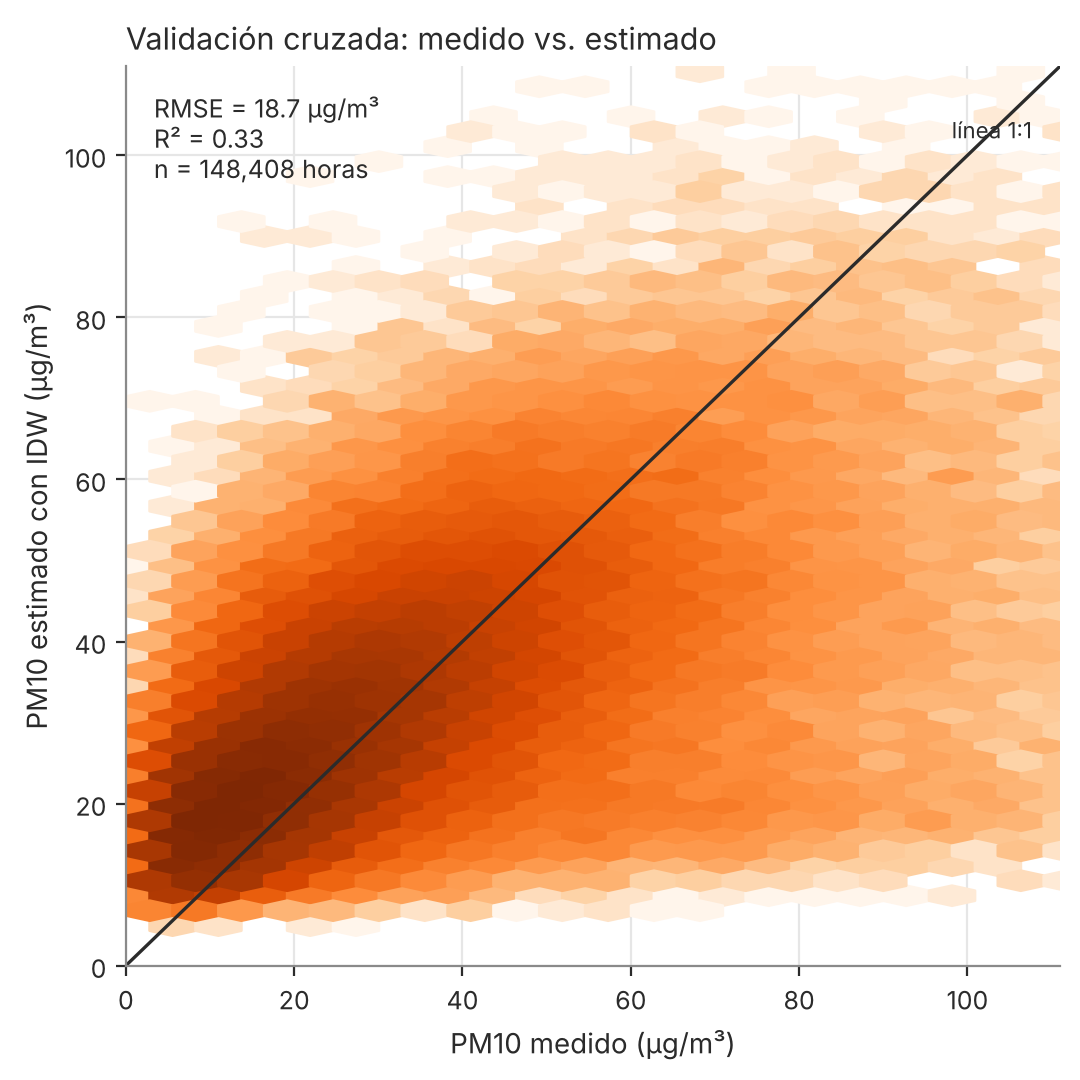 Validación cruzada: medido vs. estimado
RMSE = 18.7 µg/m³
R² = 0.33
n = 148,408 horas
línea 1:1
PM10 estimado con IDW (µg/m³)
100
80
60
40
20
0
0 20 40 60 80 100
PM10 medido (µg/m³)